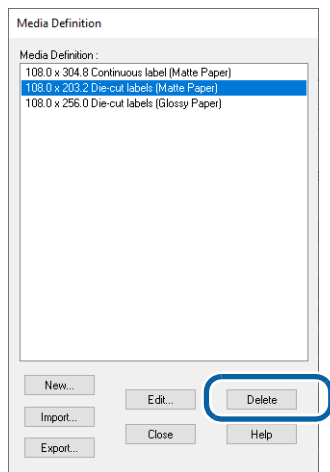 Media Definition
Media Definition :
108.0 x 304.8 Continuous label (Matte Paper)
108.0 x 203.2 Die-cut labels (Matte Paper)
108.0 x 256.0 Die-cut labels (Glossy Paper)
New...
Edit...
Delete
Import...
Close
Help
Export...